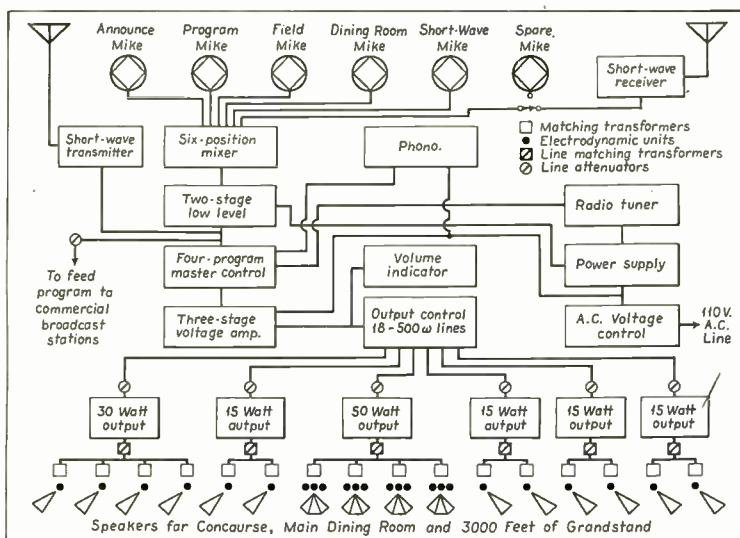 Announce Mike
Program Mike
Field Mike
Dining Room Mike
Short-Wave Mike
Spare Mike
Short-wave receiver
Matching transformers
Electrodynamic units
Line matching transformers
Line attenuators
Short-wave transmitter
Six-position mixer
Phono.
Two-stage low level
Radio tuner
Four-program master control
Volume indicator
Power supply
To feed program to commercial broadcast stations
Three-stage voltage amp.
Output control 18-500 ω lines
A.C. Voltage control
110 V. A.C. Line
30 Watt output
15 Watt output
50 Watt output
15 Watt output
15 Watt output
15 Watt output
Speakers for Concourse, Main Dining Room and 3000 Feet of Grandstand